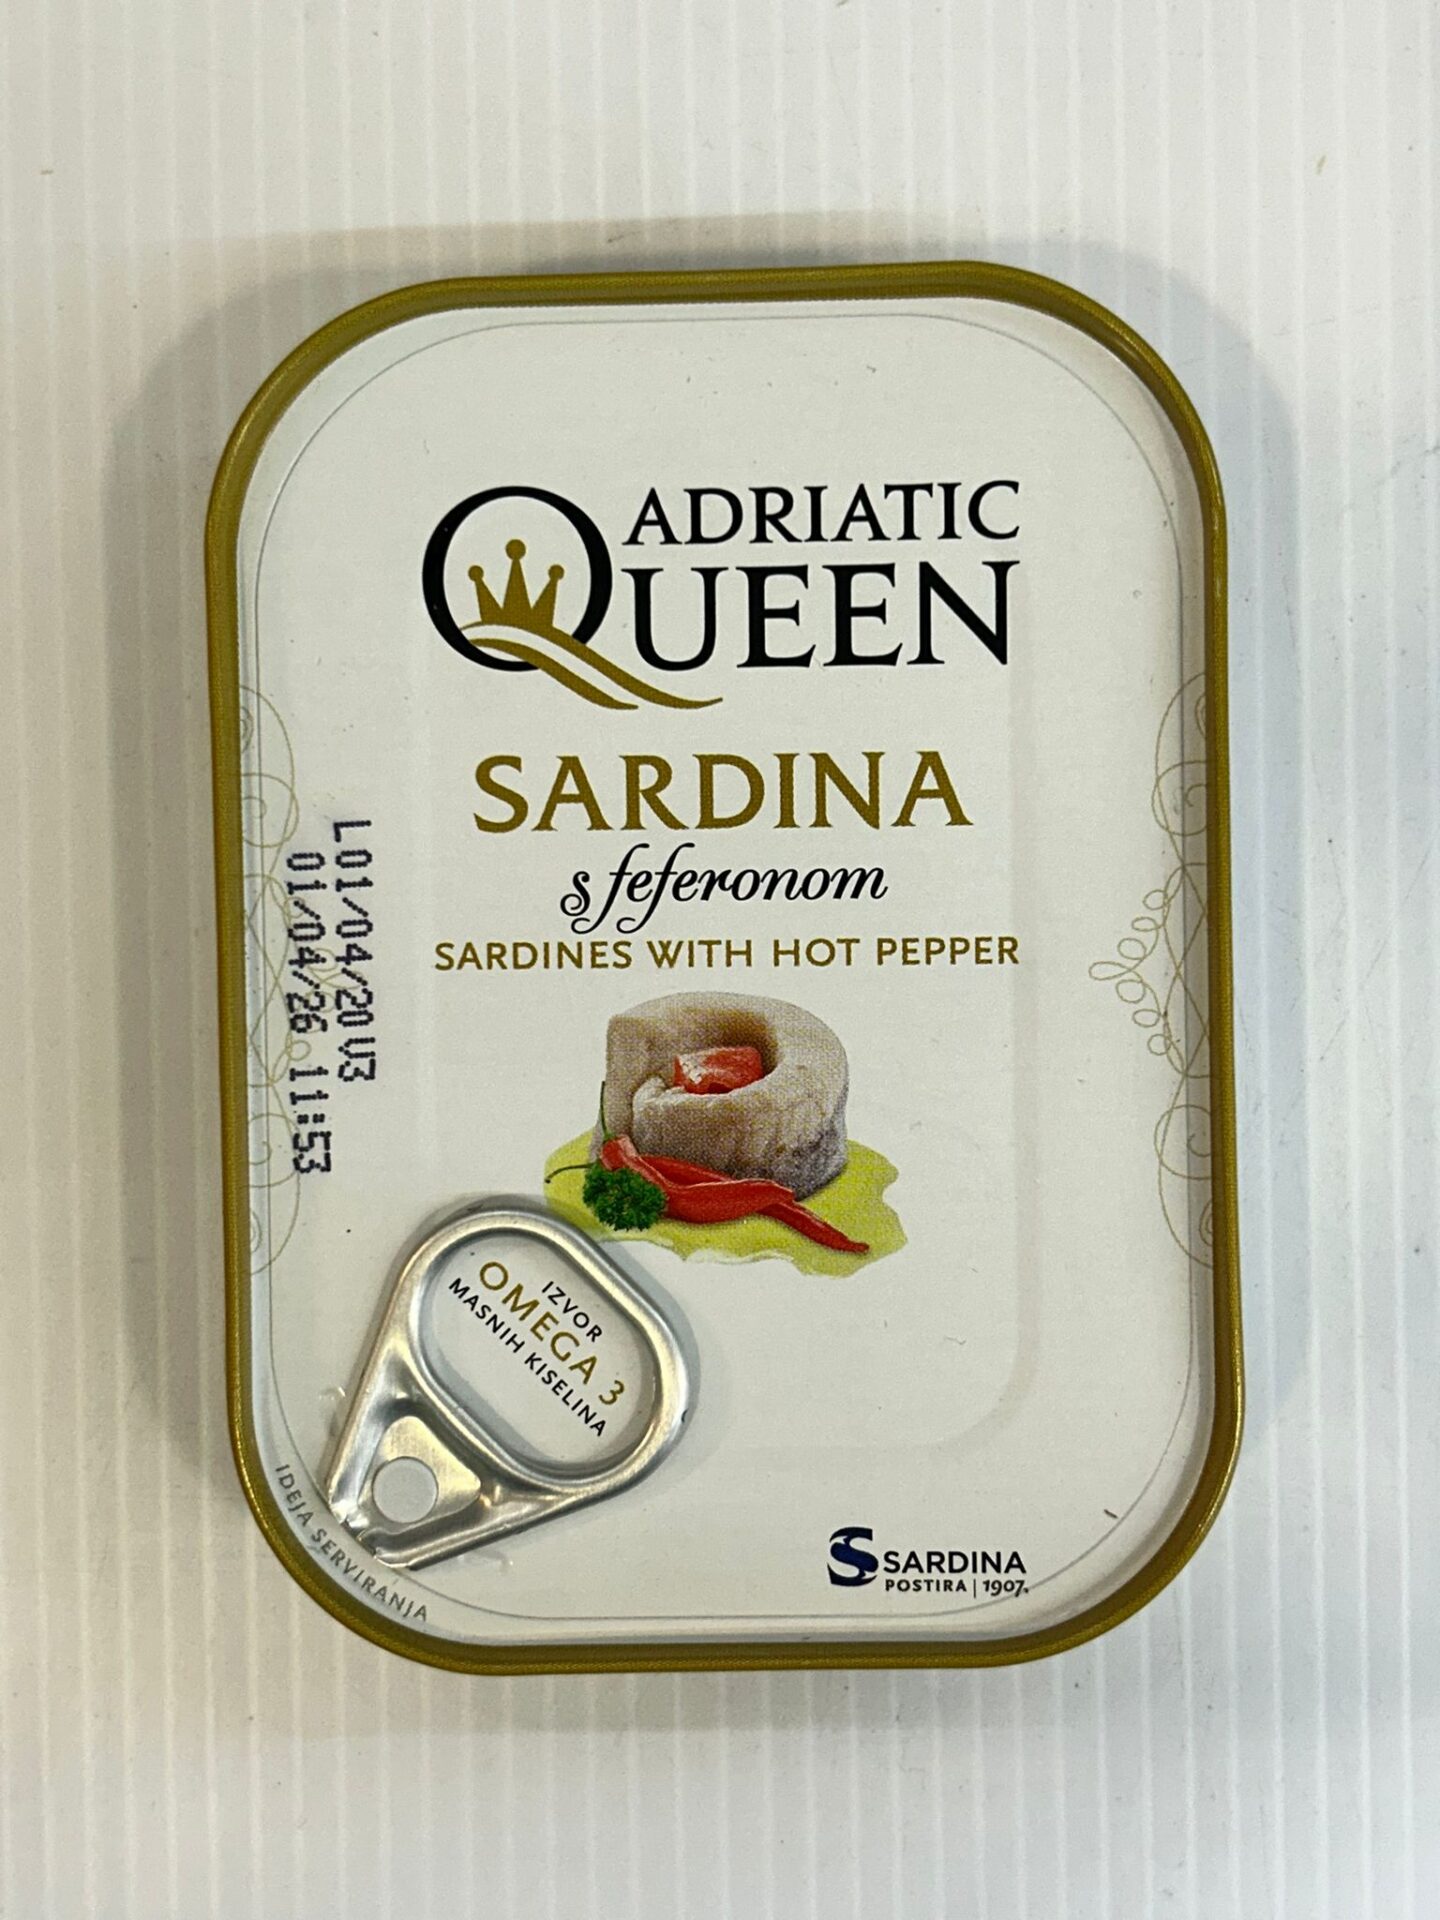 ADRIATIC
QUEEN
SARDINA
s feferonom
SARDINES WITH HOT PEPPER
L01/04/20 V3
01/04/26 11:53
IZVOR
OMEGA 3
MASNIH KISELINA
IDEJA SERVIRANJA
S SARDINA
POSTIRA | 1907.